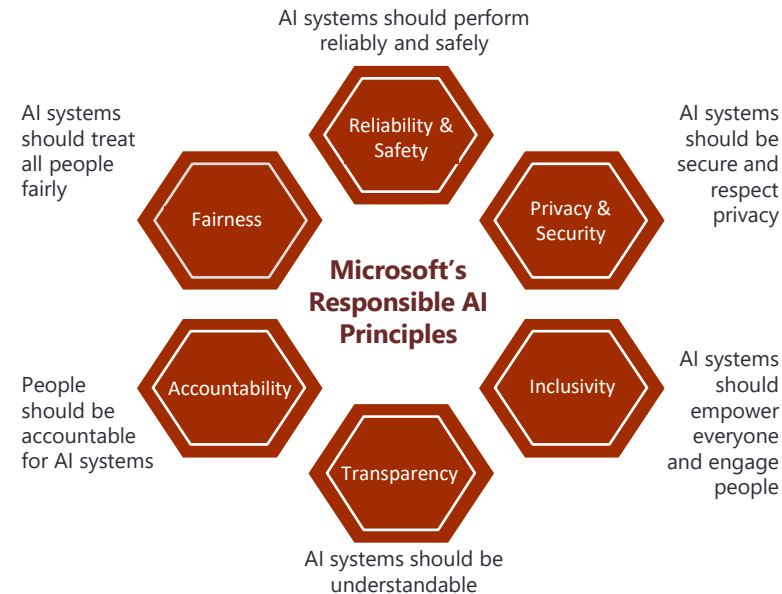 AI systems should perform
reliably and safely
Reliability &
Safety
AI systems
should treat
all people
fairly
Fairness
AI systems
should be
secure and
respect
privacy
Privacy &
Security
Microsoft's
Responsible AI
Principles
People
should be
accountable
for AI systems
Accountability
Inclusivity
AI systems
should
empower
everyone
and engage
people
Transparency
AI systems should be
understandable